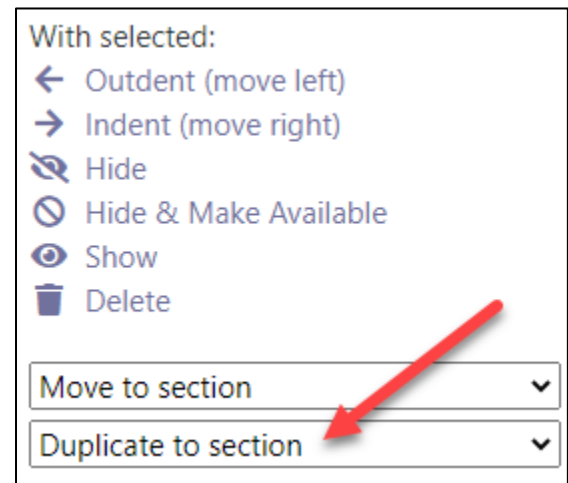 With selected:
Outdent (move left)
Indent (move right)
Hide
Hide & Make Available
Show
Delete
Move to section
Duplicate to section